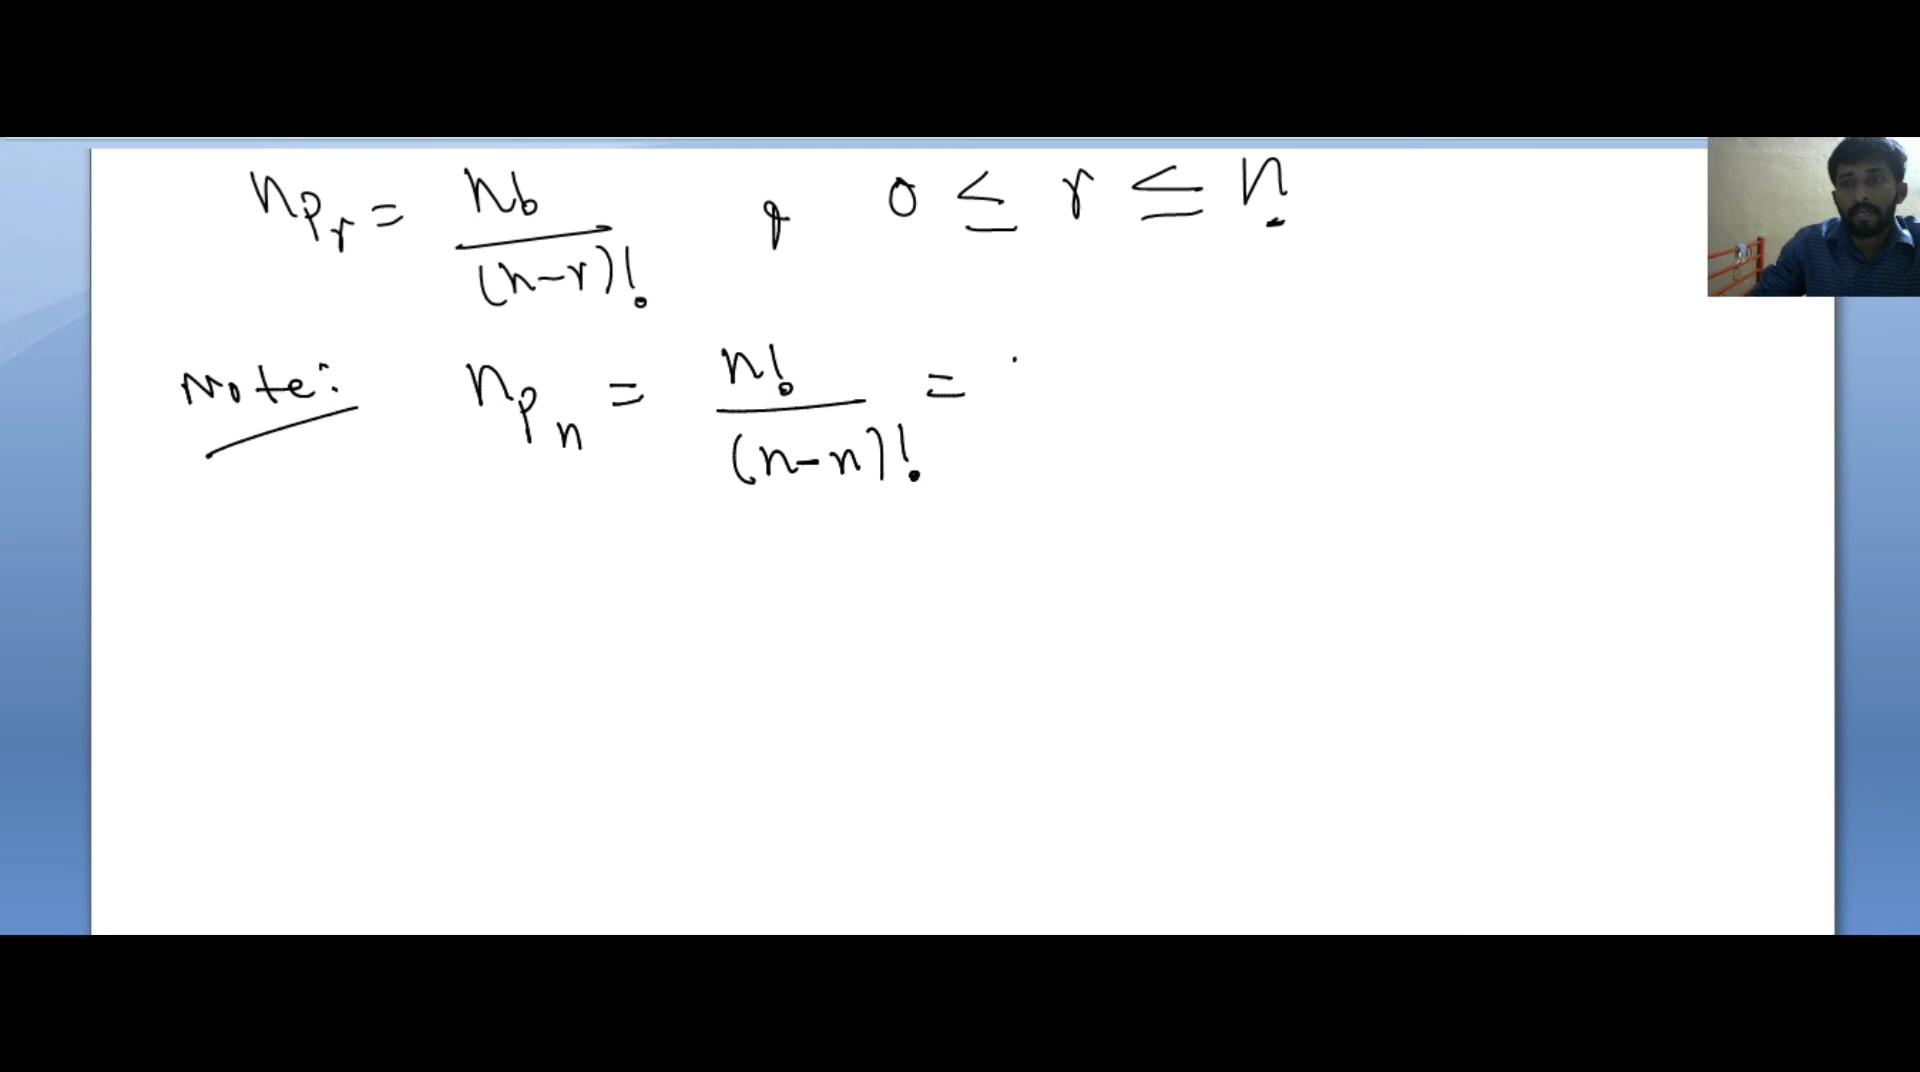 nPr = n! / (n-r)! , 0 ≤ r ≤ n.
Note: nPn = n! / (n-n)! =